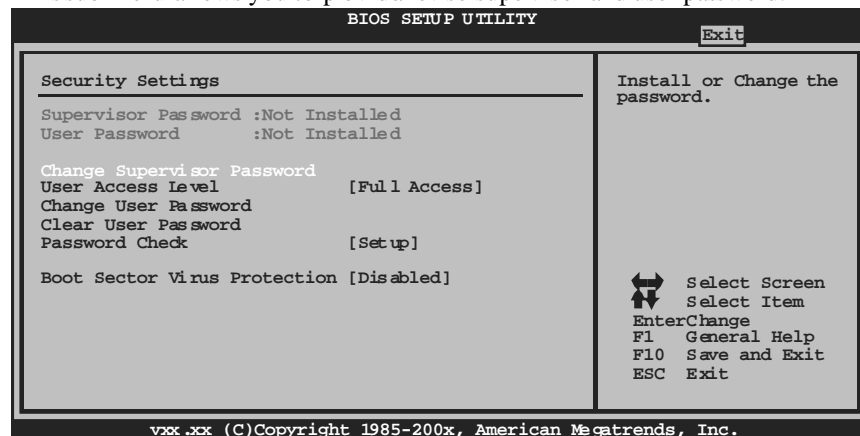 BIOS SETUP UTILITY
Exit
Security Settings
Supervisor Password :Not Installed
User Password :Not Installed
Change Supervisor Password
User Access Level [Full Access]
Change User Password
Clear User Password
Password Check [Setup]
Boot Sector Virus Protection [Disabled]
Install or Change the
password.
Select Screen
Select Item
EnterChange
F1 General Help
F10 Save and Exit
ESC Exit
vxx.xx (C)Copyright 1985-200x, American Megatrends, Inc.